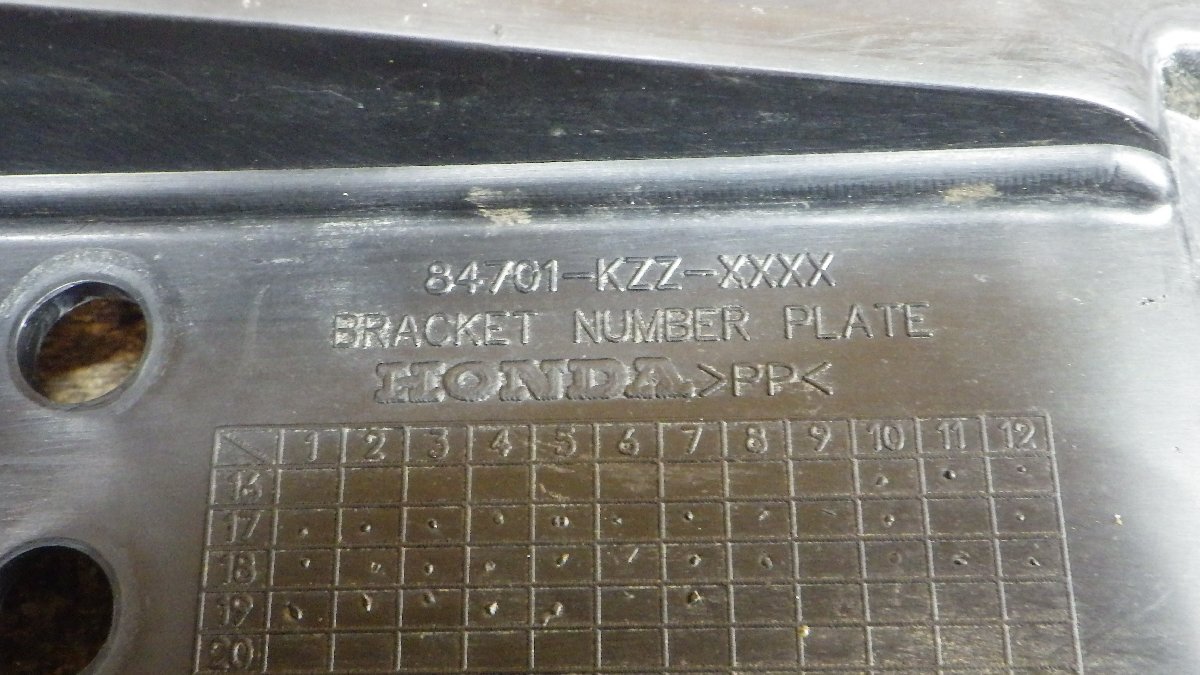 84701-KZZ-XXXX
BRACKET NUMBER PLATE
HONDA >PP<
1 2 3 4 5 6 7 8 9 10 11 12
16
17
18
19
20